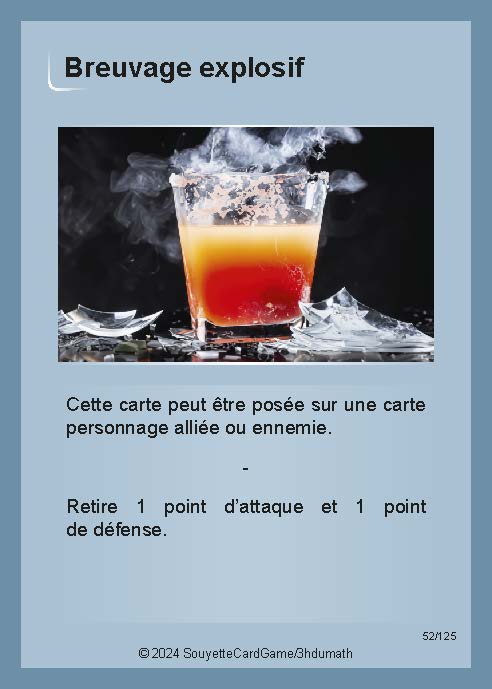 Breuvage explosif
Cette carte peut être posée sur une carte
personnage alliée ou ennemie.
-
Retire 1 point d’attaque et 1 point
de défense.
52/125
© 2024 SouyetteCardGame/3hdumath